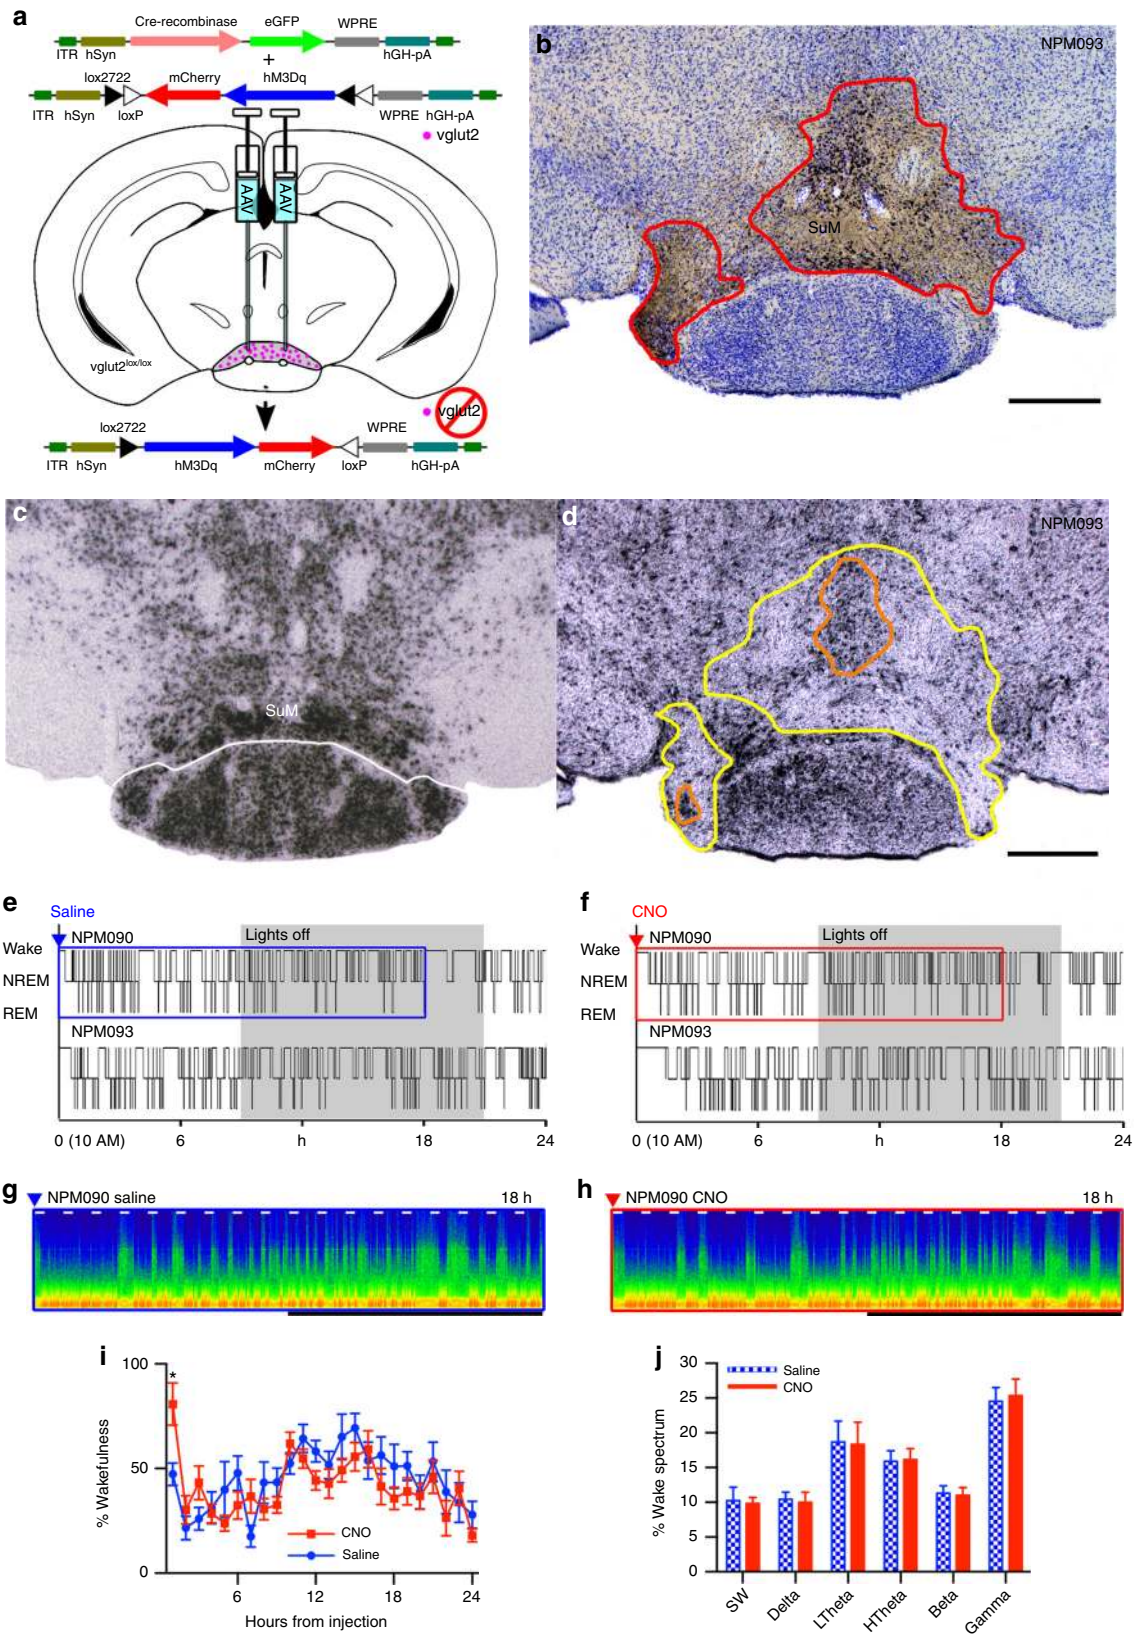 a
Cre-recombinase eGFP WPRE
ITR hSyn hGH-pA
+
lox2722 mCherry hM3Dq
ITR hSyn loxP WPRE hGH-pA
vglut2
AAV AAV
vglut2lox/lox
vglut2
lox2722 WPRE
ITR hSyn hM3Dq mCherry loxP hGH-pA
b NPM093
SuM
c
SuM
d NPM093
e
Saline
NPM090 Lights off
Wake
NREM
REM
NPM093
0 (10 AM) 6 h 18 24
f
CNO
NPM090 Lights off
Wake
NREM
REM
NPM093
0 (10 AM) 6 h 18 24
g NPM090 saline 18 h
h NPM090 CNO 18 h
i
100
*
50
0
% Wakefulness
CNO
Saline
6 12 18 24
Hours from injection
j
30
25
20
15
10
5
0
% Wake spectrum
Saline
CNO
SW Delta LTheta HTheta Beta Gamma